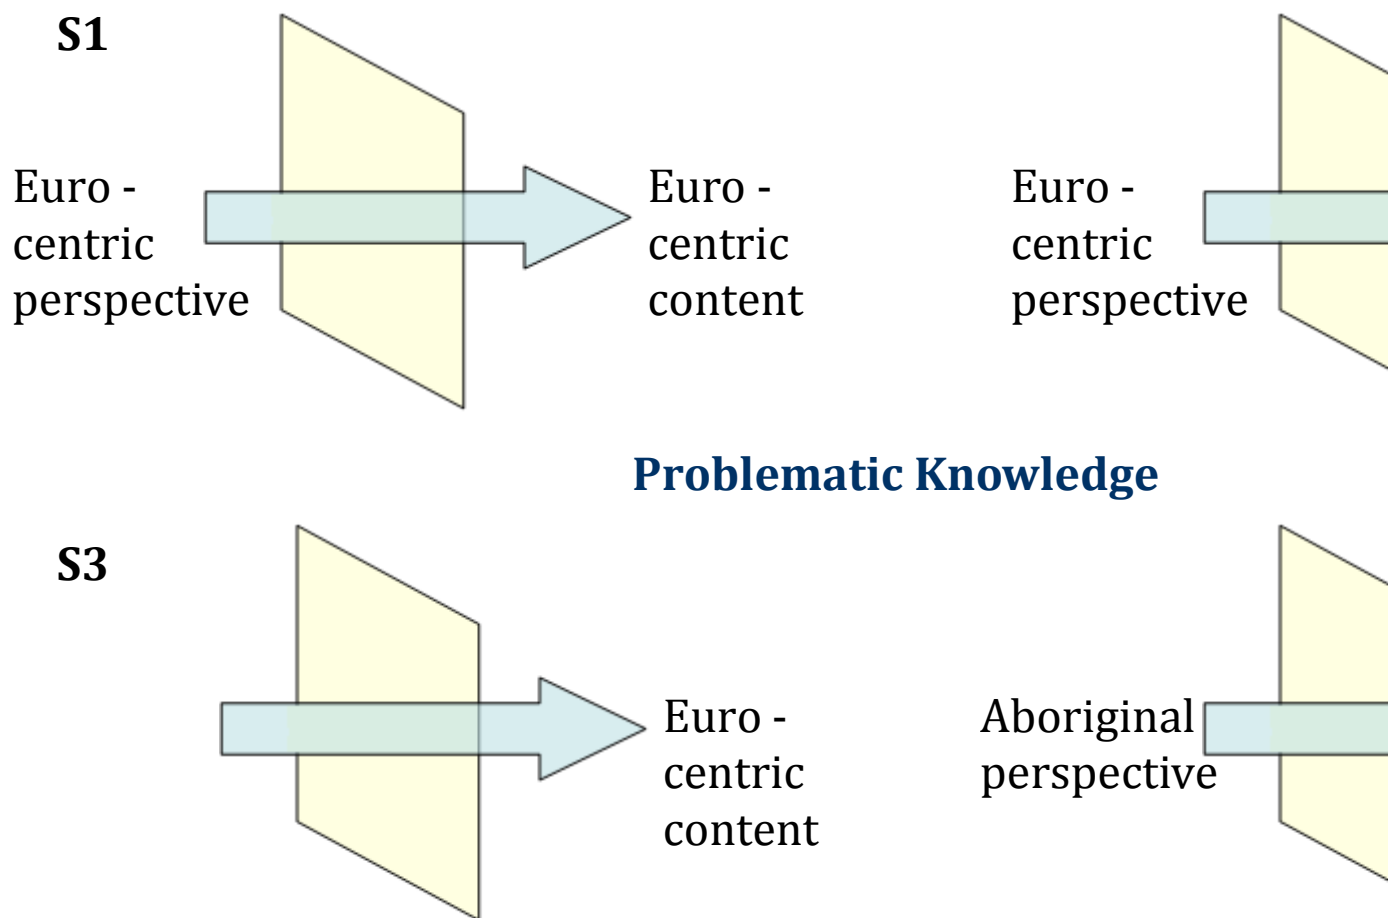 S1
Euro -
centric
perspective
Euro -
centric
content
Euro -
centric
perspective
Problematic Knowledge
S3
Euro -
centric
content
Aboriginal
perspective